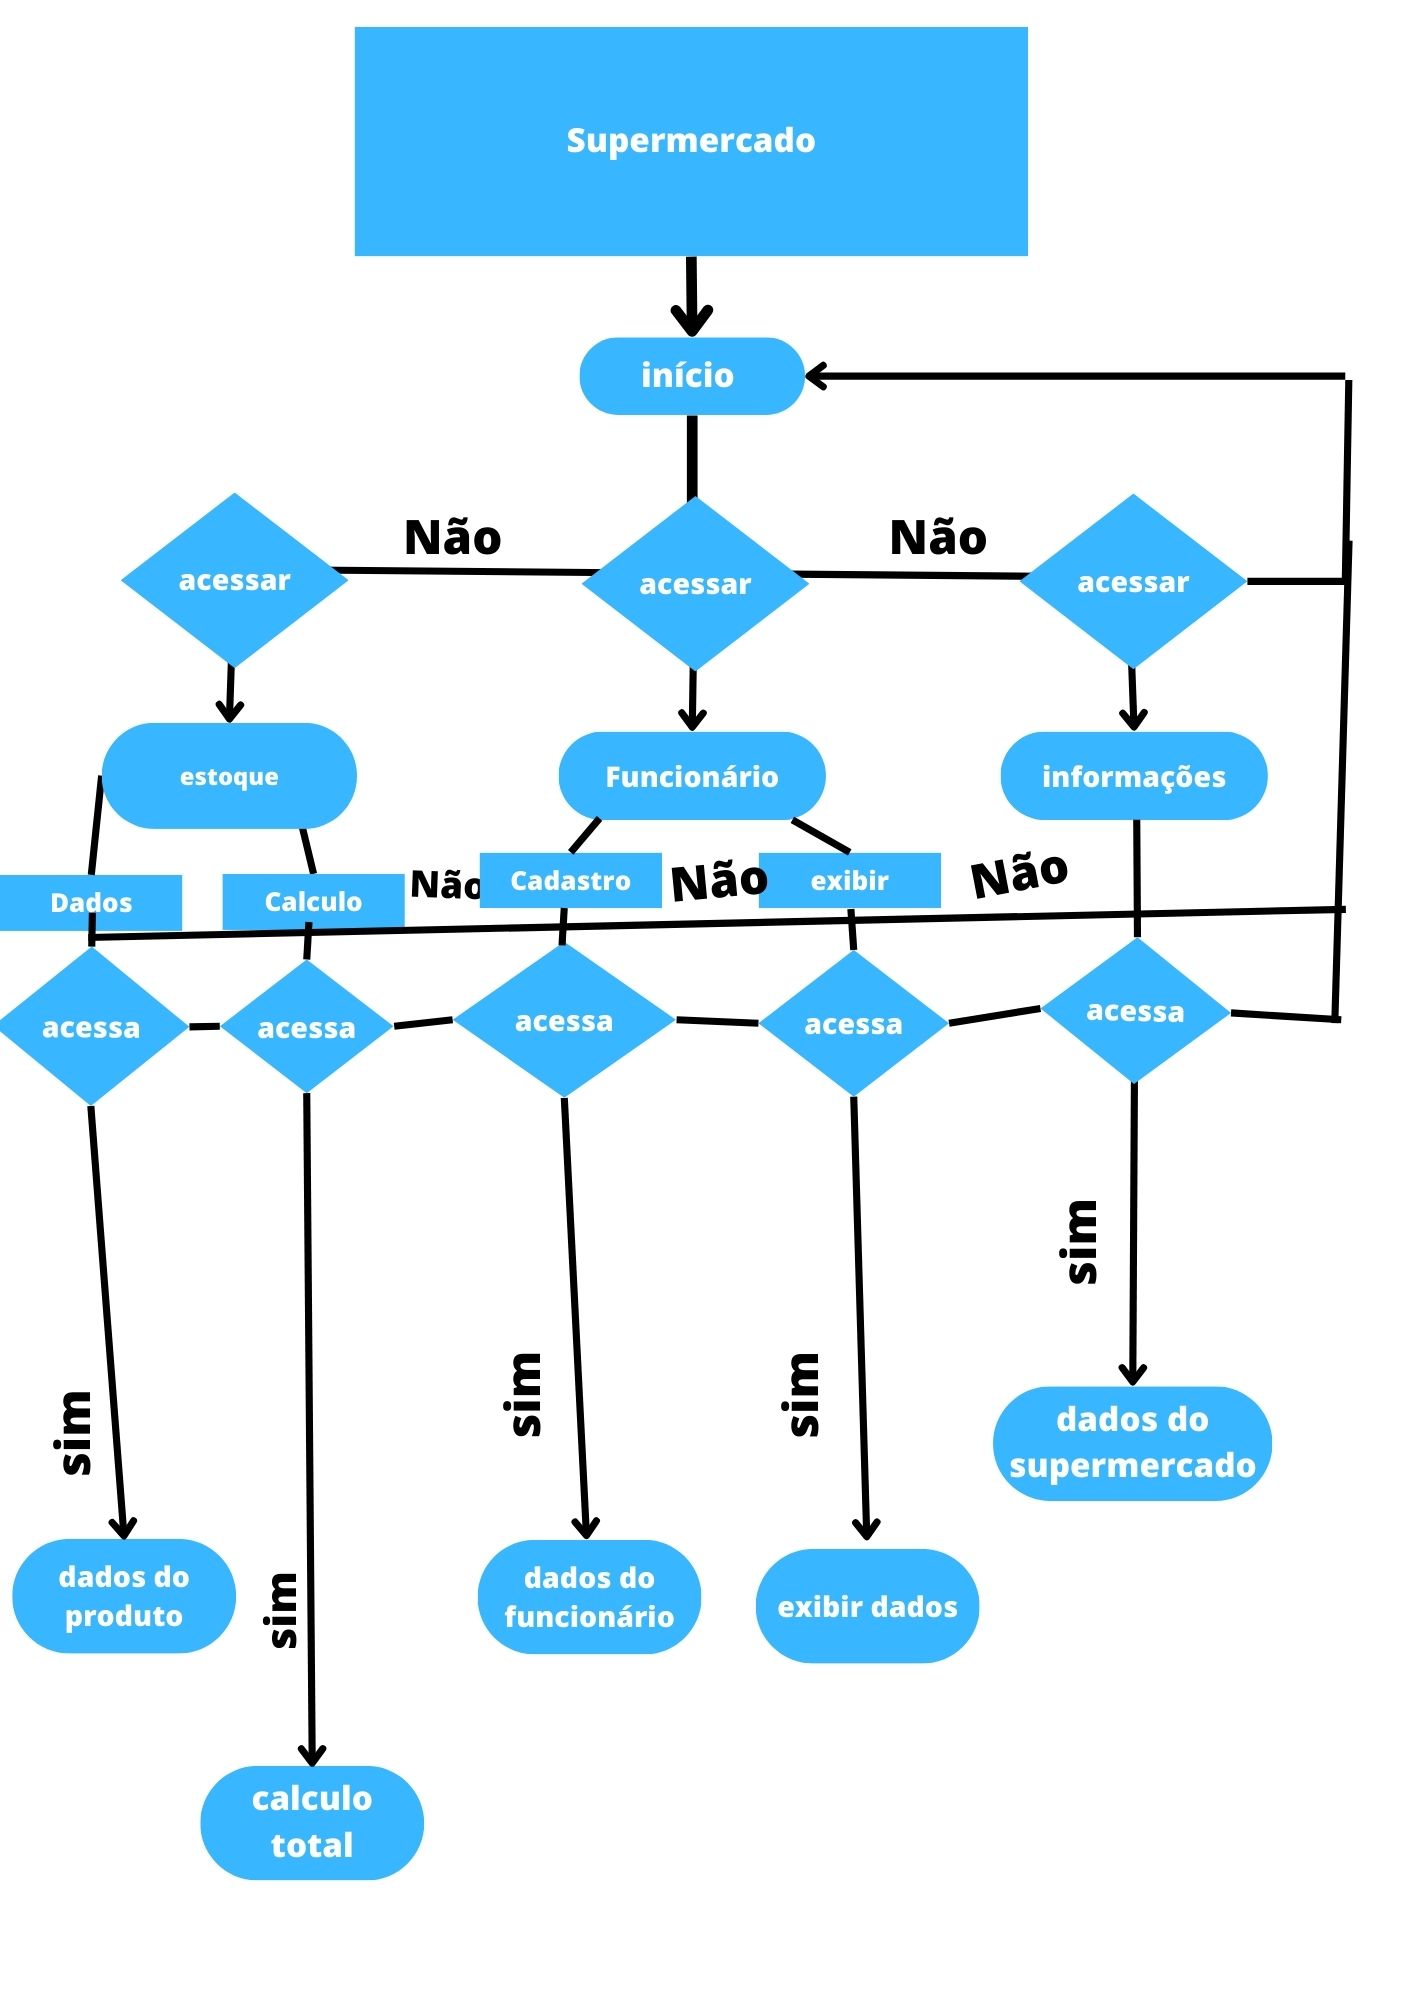 Supermercado
início
Não
Não
acessar
acessar
acessar
estoque
Funcionário
informações
Dados
Calculo
Não
Cadastro
Não
exibir
Não
acessa
acessa
acessa
acessa
acessa
sim
sim
sim
sim
sim
dados do
supermercado
dados do
produto
dados do
funcionário
exibir dados
calculo
total